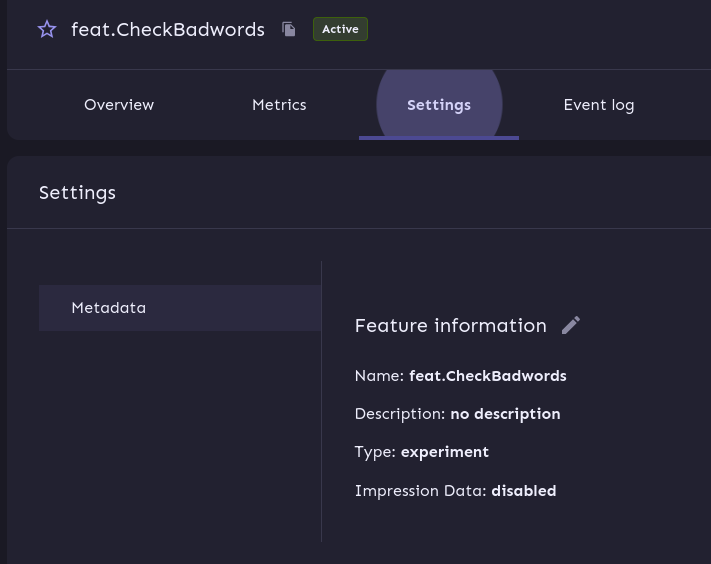 feat.CheckBadwords Active
Overview Metrics Settings Event log
Settings
Metadata
Feature information
Name: feat.CheckBadwords
Description: no description
Type: experiment
Impression Data: disabled